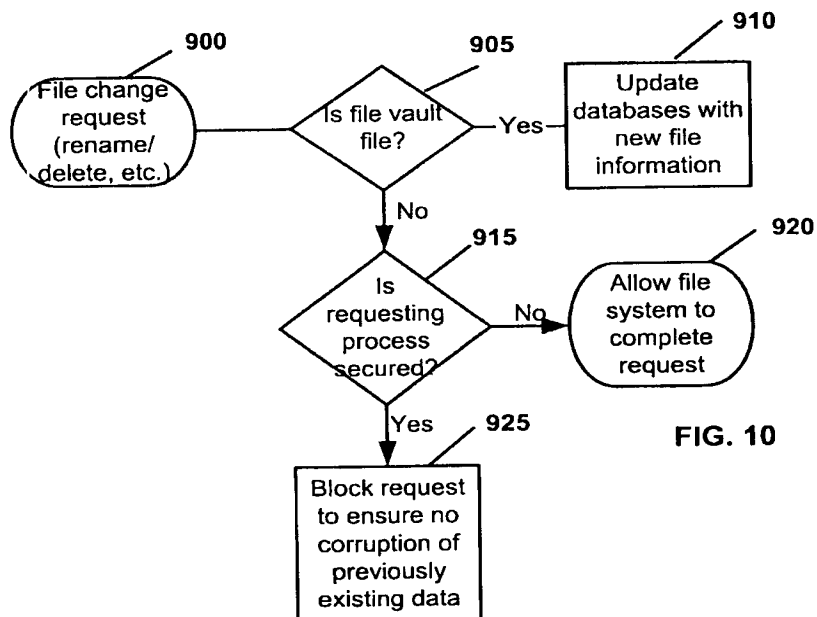 900
File change
request
(rename/
delete, etc.)
905
Is file vault
file?
Yes
910
Update
databases with
new file
information
No
915
Is
requesting
process
secured?
No
920
Allow file
system to
complete
request
Yes
925
Block request
to ensure no
corruption of
previously
existing data
FIG. 10